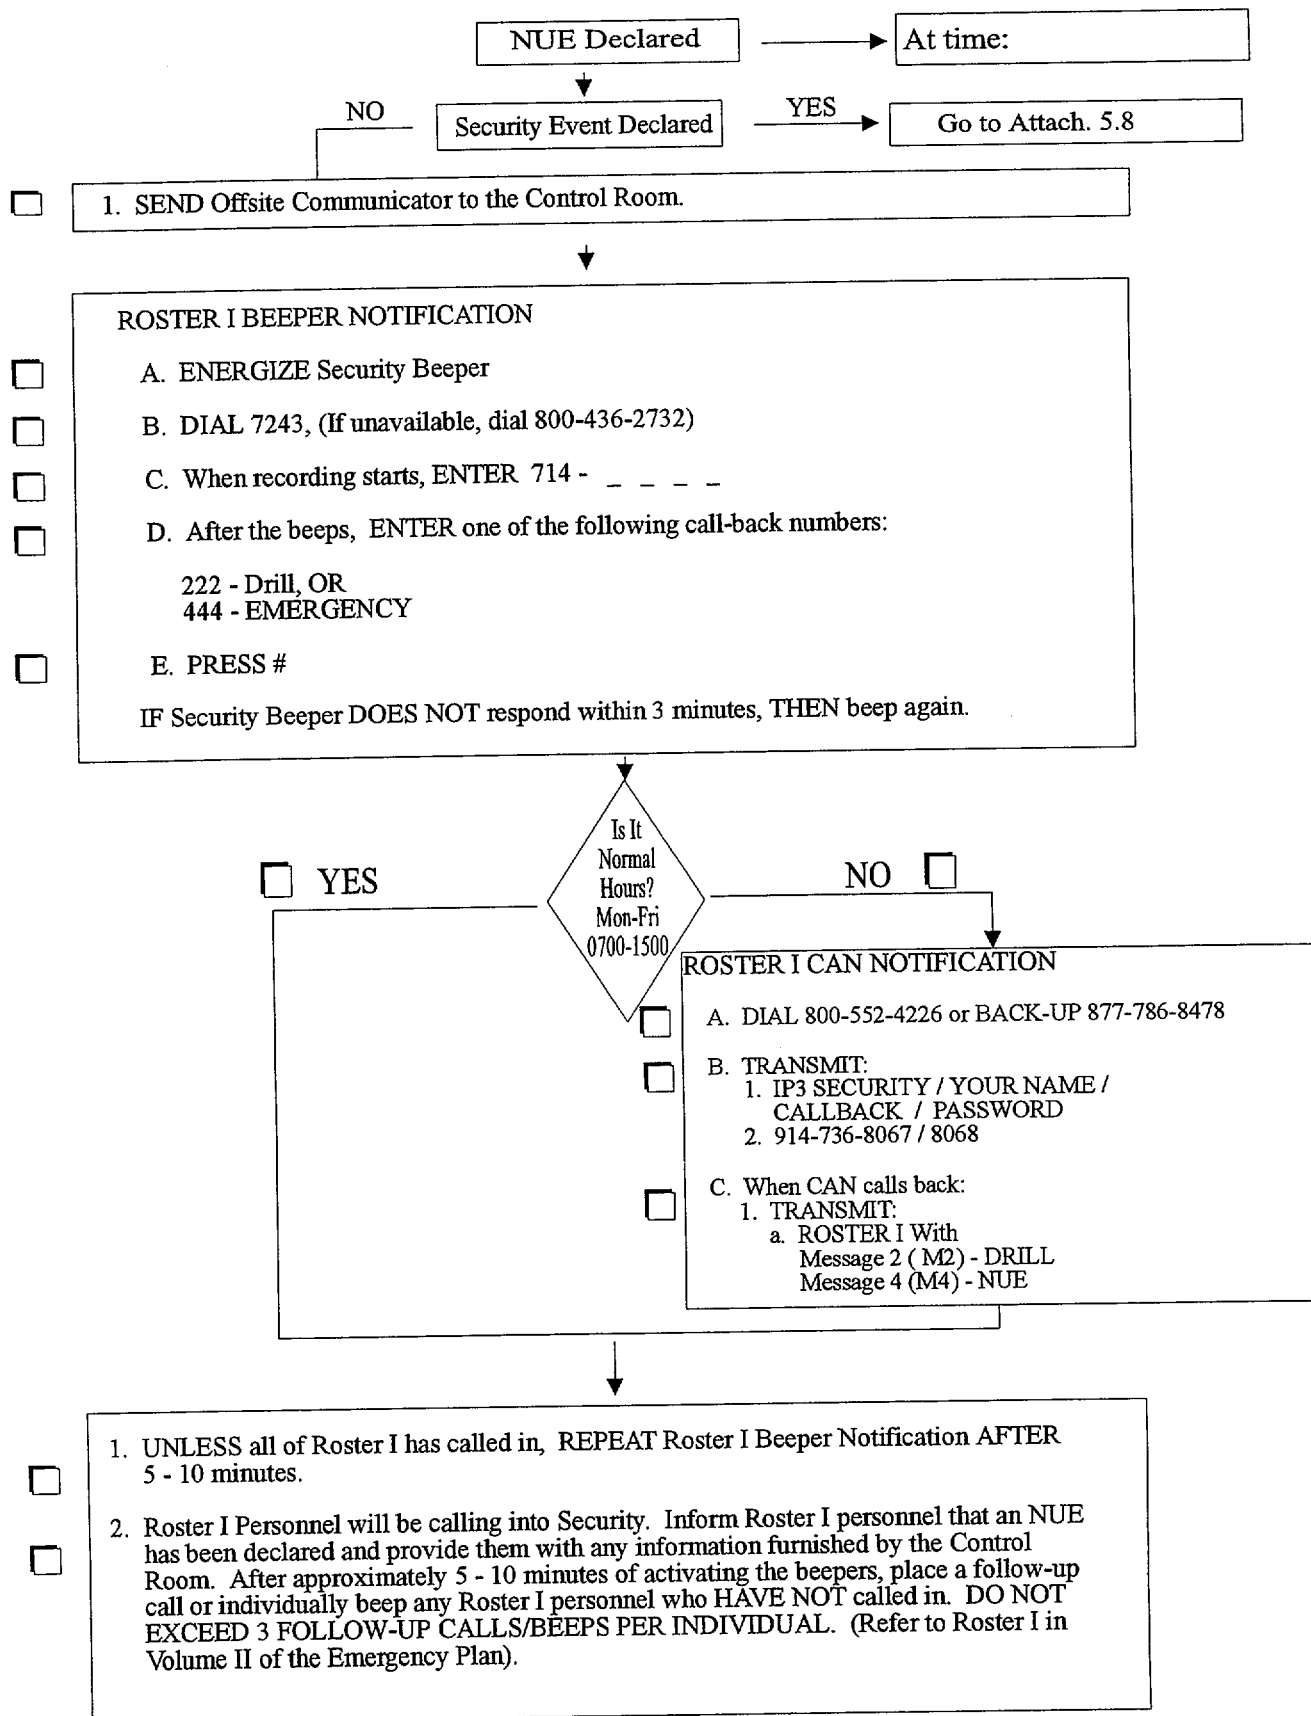 NUE Declared
At time:
NO
Security Event Declared
YES
Go to Attach. 5.8
1. SEND Offsite Communicator to the Control Room.
ROSTER I BEEPER NOTIFICATION
A. ENERGIZE Security Beeper
B. DIAL 7243, (If unavailable, dial 800-436-2732)
C. When recording starts, ENTER 714 - _ _ _ _
D. After the beeps, ENTER one of the following call-back numbers:
222 - Drill, OR
444 - EMERGENCY
E. PRESS #
IF Security Beeper DOES NOT respond within 3 minutes, THEN beep again.
Is It
Normal
Hours?
Mon-Fri
0700-1500
YES
NO
ROSTER I CAN NOTIFICATION
A. DIAL 800-552-4226 or BACK-UP 877-786-8478
B. TRANSMIT:
1. IP3 SECURITY / YOUR NAME /
CALLBACK / PASSWORD
2. 914-736-8067 / 8068
C. When CAN calls back:
1. TRANSMIT:
a. ROSTER I With
Message 2 ( M2) - DRILL
Message 4 (M4) - NUE
1. UNLESS all of Roster I has called in, REPEAT Roster I Beeper Notification AFTER
5 - 10 minutes.
2. Roster I Personnel will be calling into Security. Inform Roster I personnel that an NUE
has been declared and provide them with any information furnished by the Control
Room. After approximately 5 - 10 minutes of activating the beepers, place a follow-up
call or individually beep any Roster I personnel who HAVE NOT called in. DO NOT
EXCEED 3 FOLLOW-UP CALLS/BEEPS PER INDIVIDUAL. (Refer to Roster I in
Volume II of the Emergency Plan).